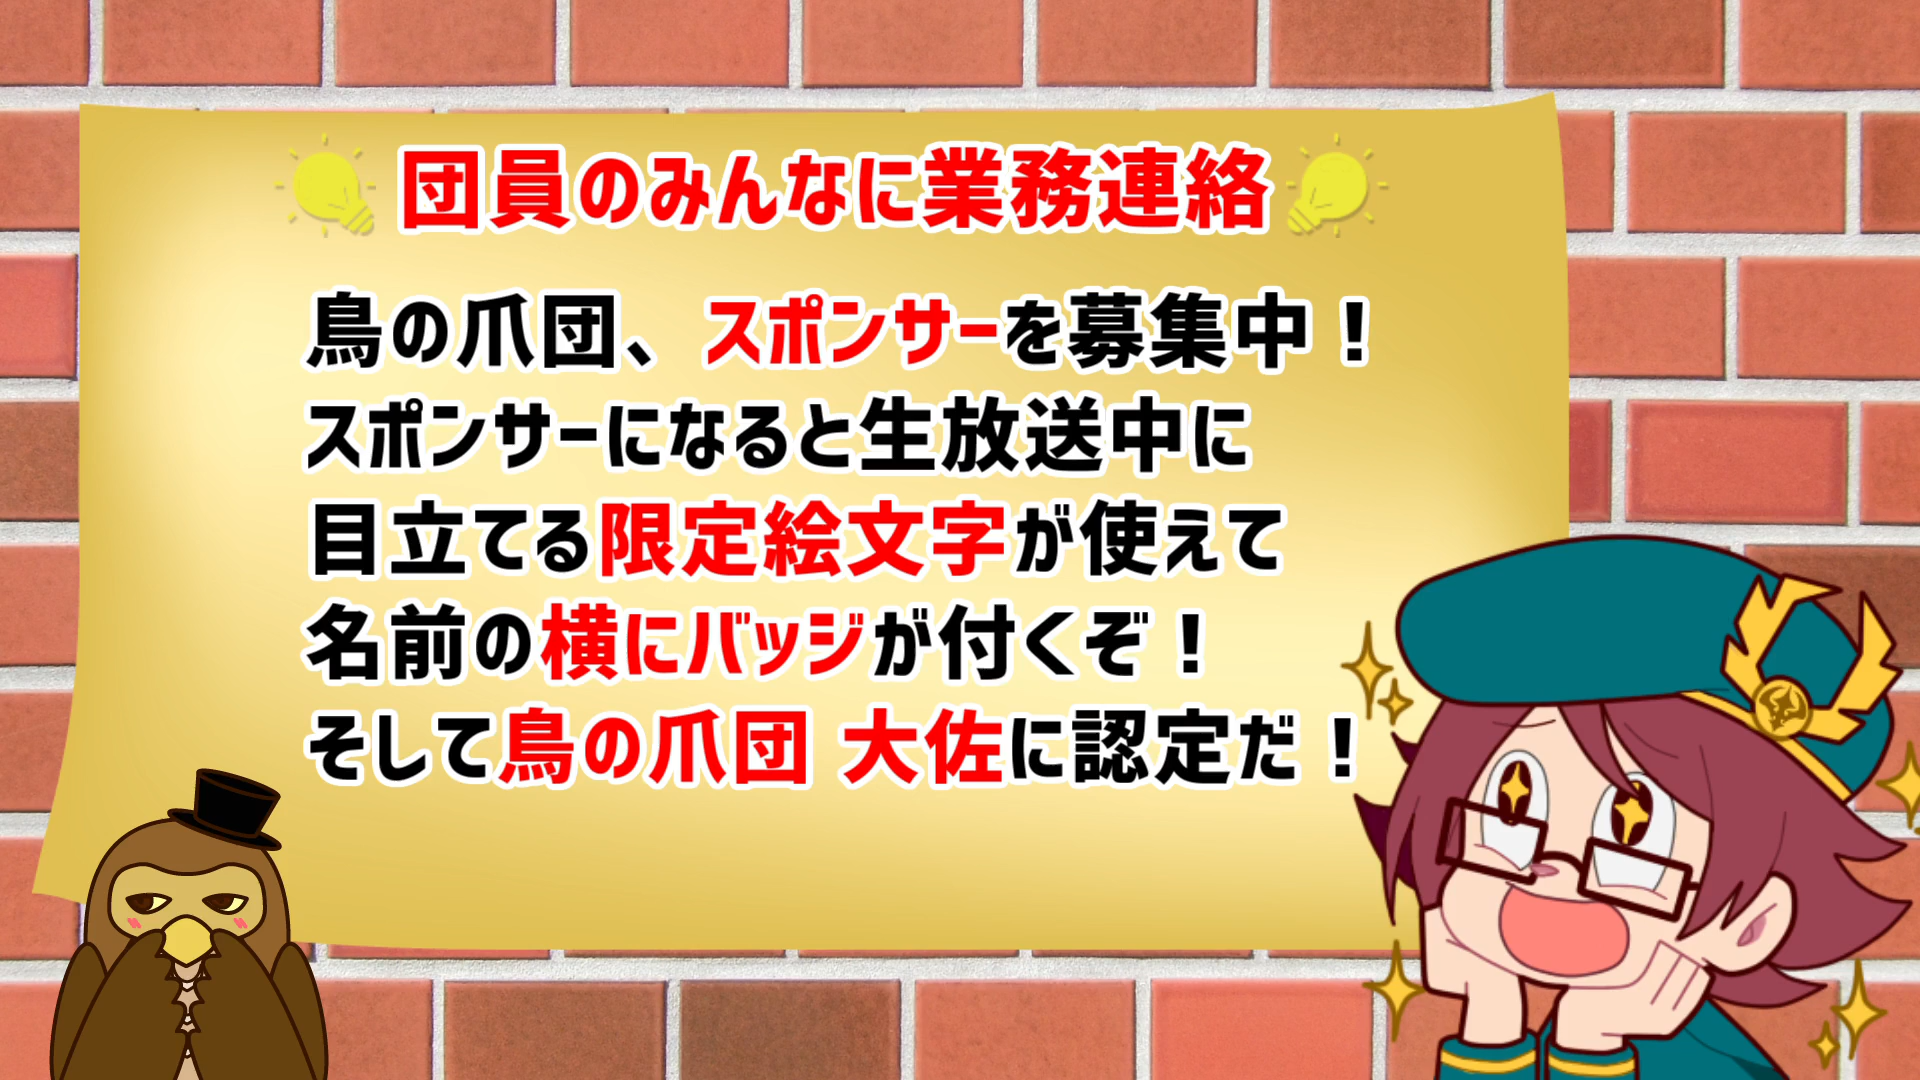 団員のみんなに業務連絡
鳥の爪団、スポンサーを募集中！
スポンサーになると生放送中に
目立てる限定絵文字が使えて
名前の横にバッジが付くぞ！
そして鳥の爪団 大佐に認定だ！